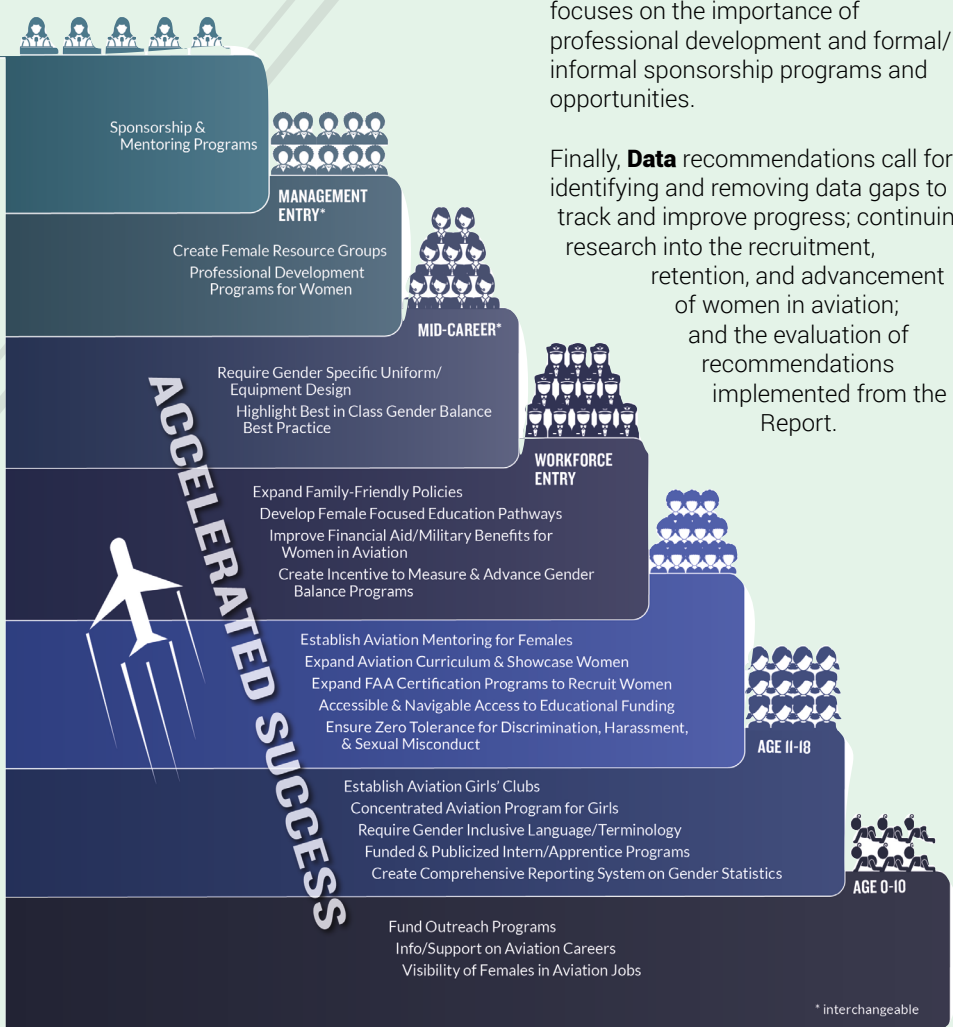 focuses on the importance of
professional development and formal/
informal sponsorship programs and
opportunities.
Finally, Data recommendations call for
identifying and removing data gaps to
track and improve progress; continuin
research into the recruitment,
retention, and advancement
of women in aviation;
and the evaluation of
recommendations
implemented from the
Report.
Sponsorship &
Mentoring Programs
MANAGEMENT
ENTRY*
Create Female Resource Groups
Professional Development
Programs for Women
MID-CAREER*
Require Gender Specific Uniform/
Equipment Design
Highlight Best in Class Gender Balance
Best Practice
WORKFORCE
ENTRY
Expand Family-Friendly Policies
Develop Female Focused Education Pathways
Improve Financial Aid/Military Benefits for
Women in Aviation
Create Incentive to Measure & Advance Gender
Balance Programs
Establish Aviation Mentoring for Females
Expand Aviation Curriculum & Showcase Women
Expand FAA Certification Programs to Recruit Women
Accessible & Navigable Access to Educational Funding
Ensure Zero Tolerance for Discrimination, Harassment,
& Sexual Misconduct
AGE 11-18
Establish Aviation Girls' Clubs
Concentrated Aviation Program for Girls
Require Gender Inclusive Language/Terminology
Funded & Publicized Intern/Apprentice Programs
Create Comprehensive Reporting System on Gender Statistics
AGE 0-10
Fund Outreach Programs
Info/Support on Aviation Careers
Visibility of Females in Aviation Jobs
* interchangeable
ACCELERATED SUCCESS